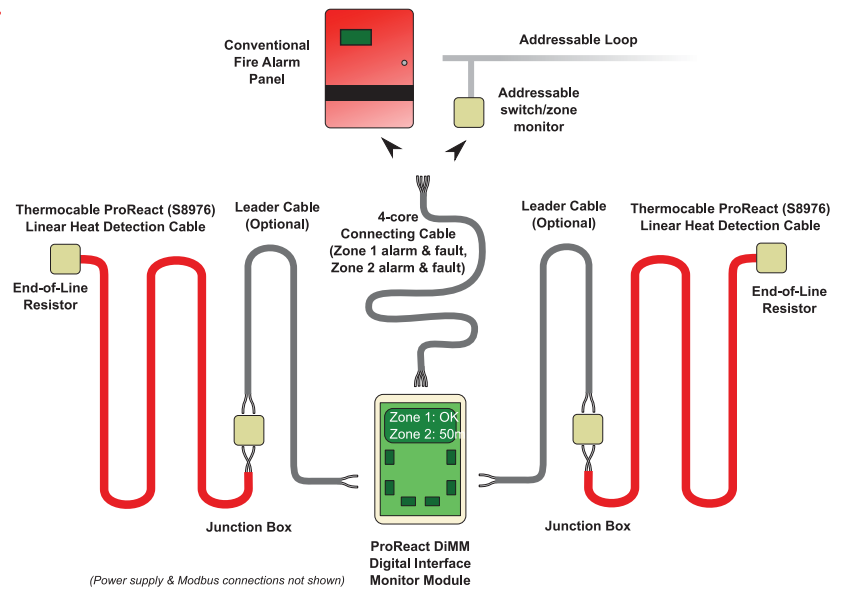 Conventional
Fire Alarm
Panel
Addressable Loop
Addressable
switch/zone
monitor
Thermocable ProReact (S8976)
Linear Heat Detection Cable
Leader Cable
(Optional)
4-core
Connecting Cable
(Zone 1 alarm & fault,
Zone 2 alarm & fault)
Leader Cable
(Optional)
Thermocable ProReact (S8976)
Linear Heat Detection Cable
End-of-Line
Resistor
End-of-Line
Resistor
Zone 1: OK
Zone 2: 50m
Junction Box
Junction Box
ProReact DiMM
Digital Interface
Monitor Module
(Power supply & Modbus connections not shown)